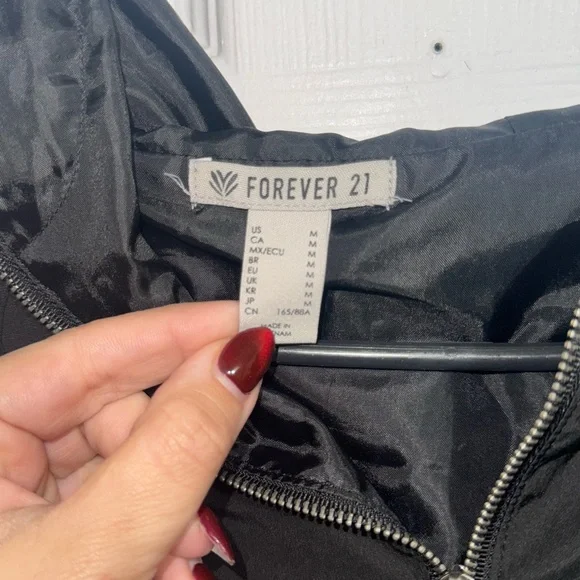 FOREVER 21
US M
CA M
MX/ECU M
BR M
EU M
UK M
KR M
JP M
CN 165/88A
MADE IN